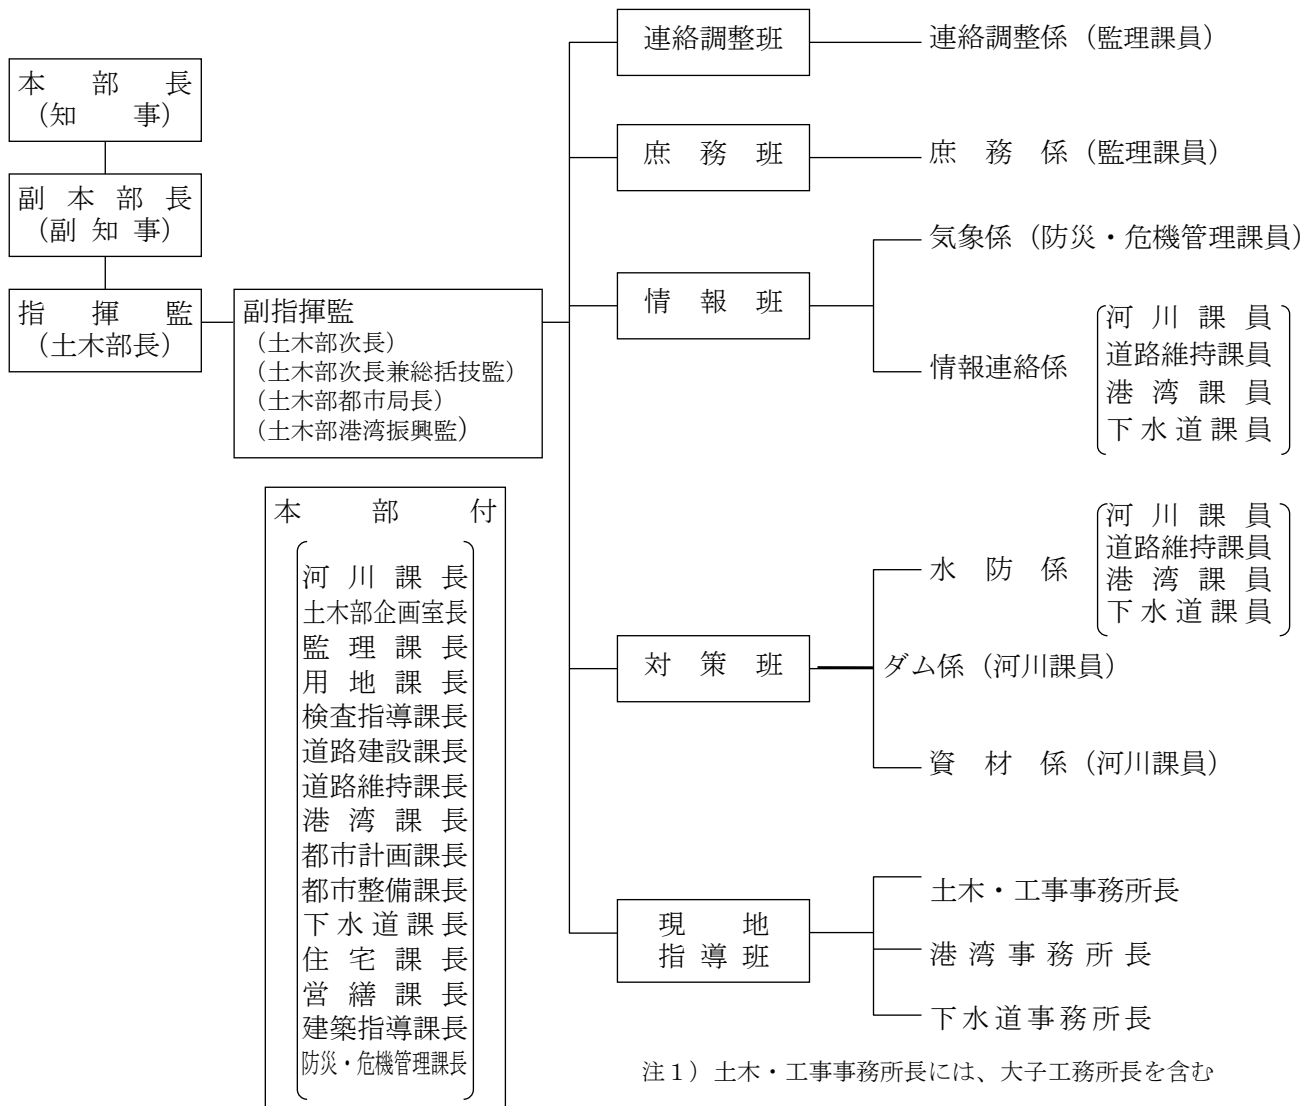 本部長
（知事）
副本部長
（副知事）
指揮監
（土木部長）
副指揮監
（土木部次長）
（土木部次長兼総括技監）
（土木部都市局長）
（土木部港湾振興監）
本部付
河川課長
土木部企画室長
監理課長
用地課長
検査指導課長
道路建設課長
道路維持課長
港湾課長
都市計画課長
都市整備課長
下水道課長
住宅課長
営繕課長
建築指導課長
防災・危機管理課長
連絡調整班
連絡調整係（監理課員）
庶務班
庶務係（監理課員）
情報班
気象係（防災・危機管理課員）
情報連絡係
河川課員
道路維持課員
港湾課員
下水道課員
対策班
水防係
河川課員
道路維持課員
港湾課員
下水道課員
ダム係（河川課員）
資材係（河川課員）
現地
指導班
土木・工事事務所長
港湾事務所長
下水道事務所長
注１）土木・工事事務所長には、大子工務所長を含む